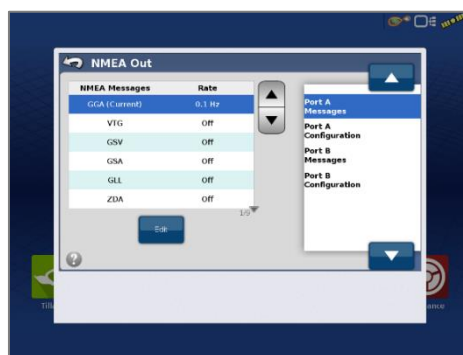 NMEA Out
NMEA Messages Rate
GGA (Current) 0.1 Hz
VTG Off
GSV Off
GSA Off
GLL Off
ZDA Off
1/9
Edit
Port A
Messages
Port A
Configuration
Port B
Messages
Port B
Configuration
?